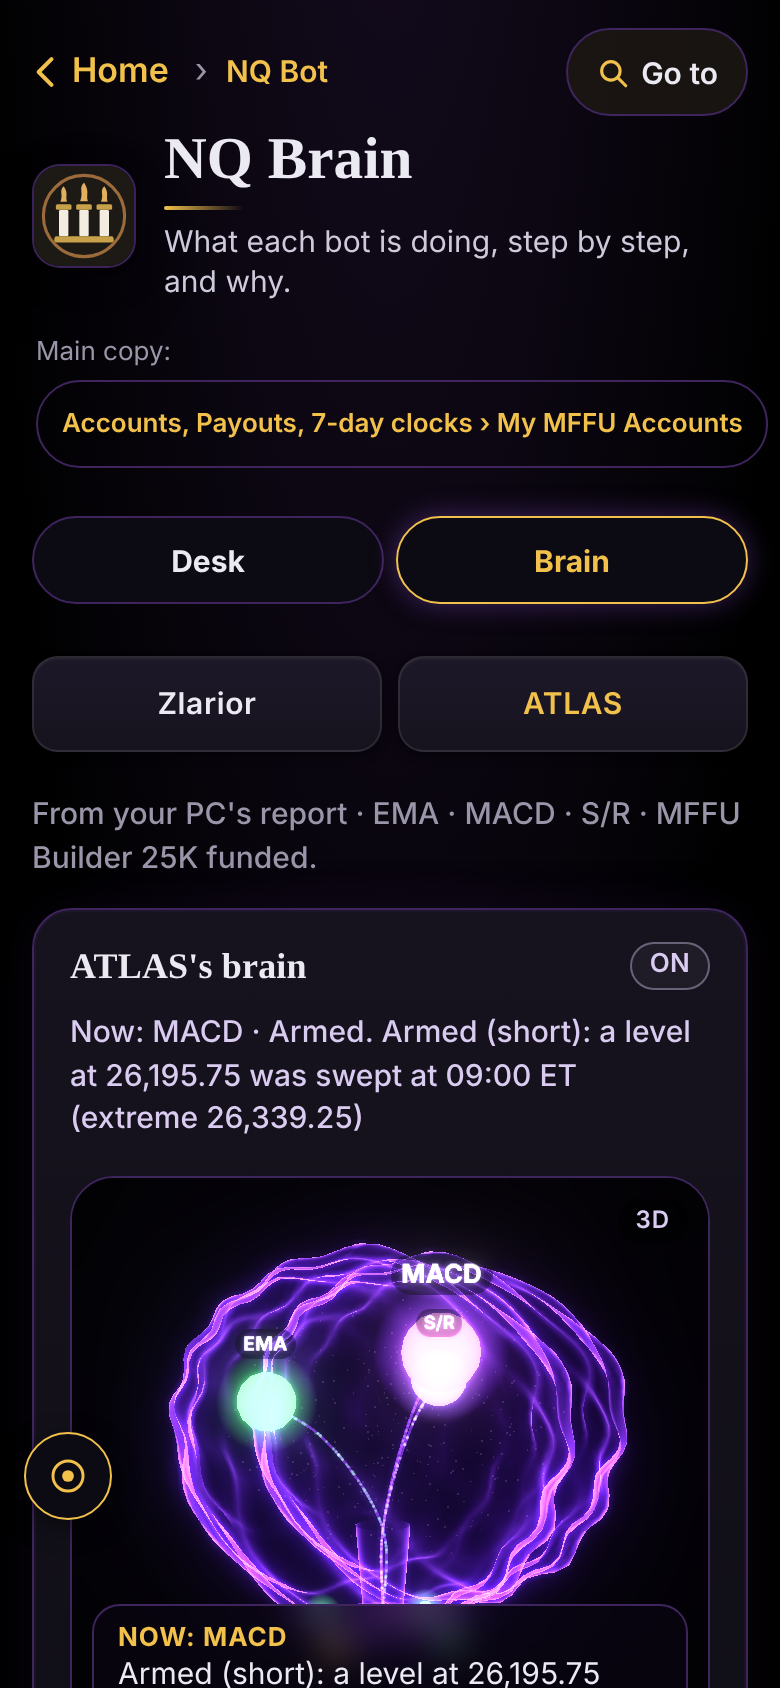 Home › NQ Bot
Go to
NQ Brain
What each bot is doing, step by step,
and why.
Main copy:
Accounts, Payouts, 7-day clocks › My MFFU Accounts
Desk
Brain
Zlarior
ATLAS
From your PC's report · EMA · MACD · S/R · MFFU
Builder 25K funded.
ATLAS's brain
ON
Now: MACD · Armed. Armed (short): a level
at 26,195.75 was swept at 09:00 ET
(extreme 26,339.25)
3D
MACD
S/R
EMA
NOW: MACD
Armed (short): a level at 26,195.75